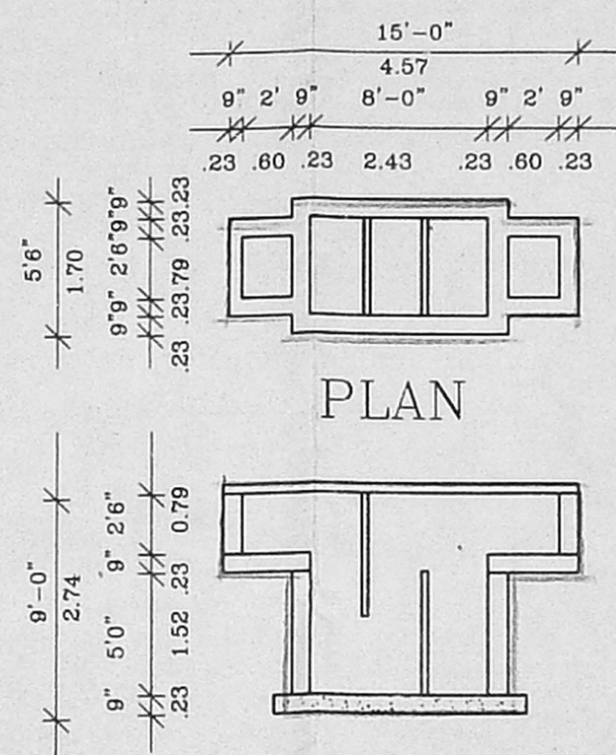 15'-0"
4.57
9" 2' 9" 8'-0" 9" 2' 9"
.23 .60 .23 2.43 .23 .60 .23
5'6"
1.70
9"9" 2'6"9"9"
.23 .23.79 .23.23
PLAN
9'-0"
2.74
9" 5'0" 9" 2'6"
.23 1.52 .23 0.79